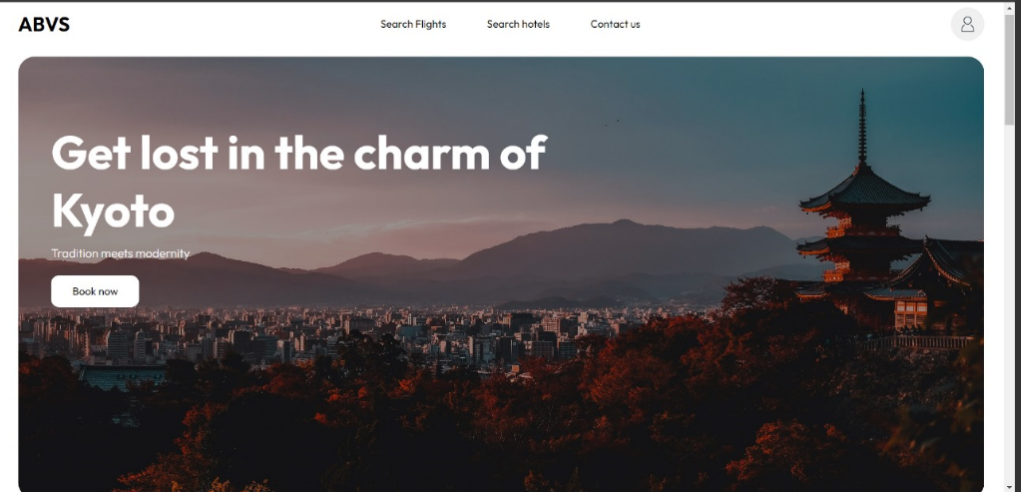 ABVS
Search Flights
Search hotels
Contact us
Get lost in the charm of
Kyoto
Tradition meets modernity
Book now